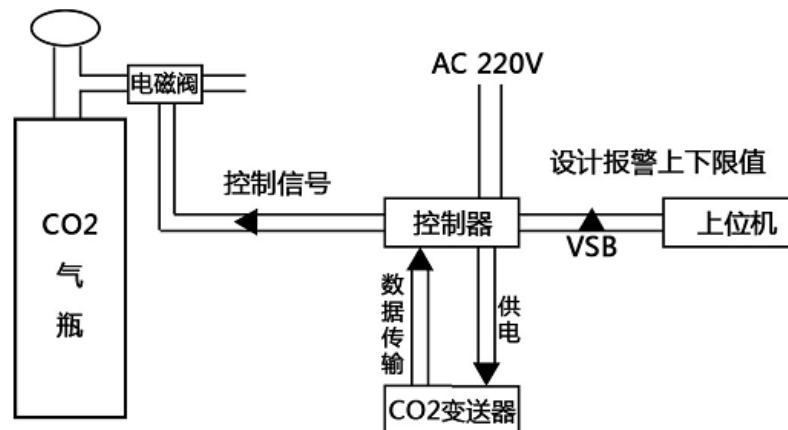 电磁阀
AC 220V
设计报警上下限值
控制信号
CO2
气
瓶
控制器
上位机
VSB
数据传输
供电
CO2变送器